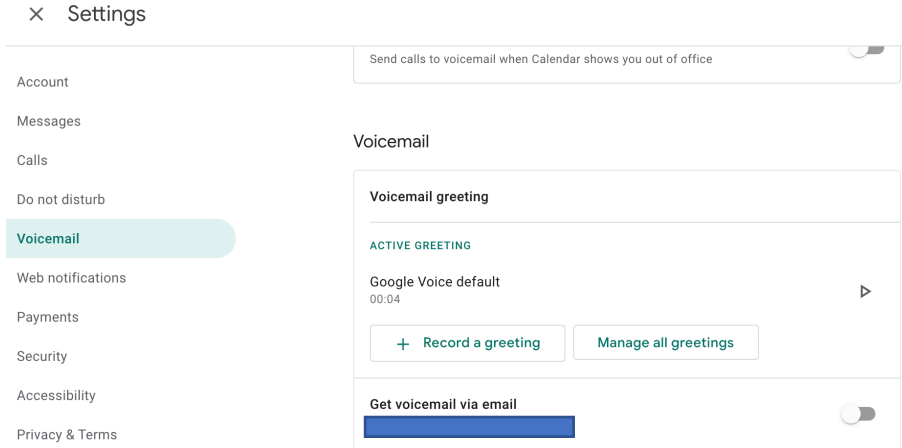 Settings
Account
Messages
Calls
Do not disturb
Voicemail
Web notifications
Payments
Security
Accessibility
Privacy & Terms
Send calls to voicemail when Calendar shows you out of office
Voicemail
Voicemail greeting
ACTIVE GREETING
Google Voice default
00:04
+ Record a greeting
Manage all greetings
Get voicemail via email